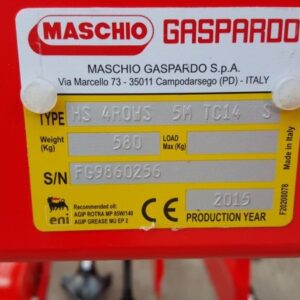 MASCHIO GASPARDO
MASCHIO GASPARDO S.p.A.
Via Marcello 73 - 35011 Campodarsego (PD) - ITALY
TYPE HS 4ROWS 5M TC14 S
Weight (Kg) 580 LOAD Max (Kg)
S/N FG9860256
eni
Recommended oil:
AGIP ROTRA MP 85W/140
AGIP GREASE MU EP 2
CE
2015
PRODUCTION YEAR
F20200078
Made in Italy